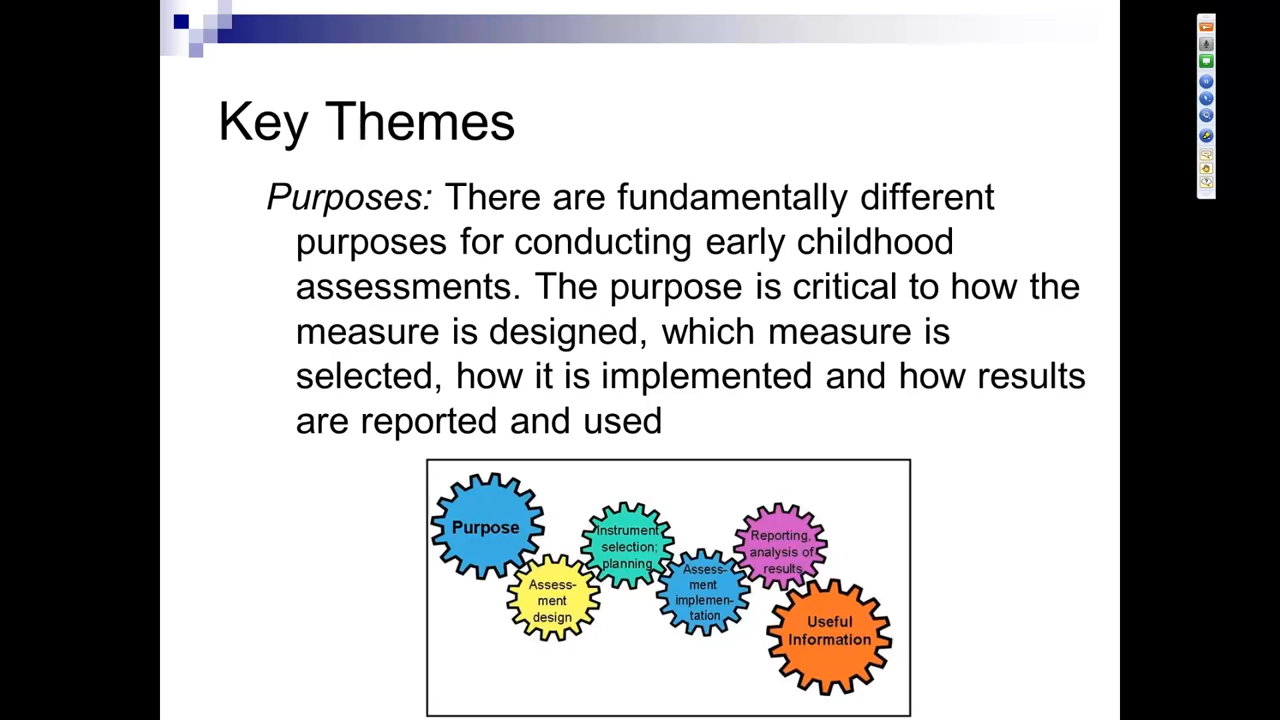 Key Themes
Purposes: There are fundamentally different
purposes for conducting early childhood
assessments. The purpose is critical to how the
measure is designed, which measure is
selected, how it is implemented and how results
are reported and used
Purpose
Assess-
ment
design
Instrument
selection;
planning
Assess-
ment
implemen-
tation
Reporting,
analysis of
results
Useful
Information